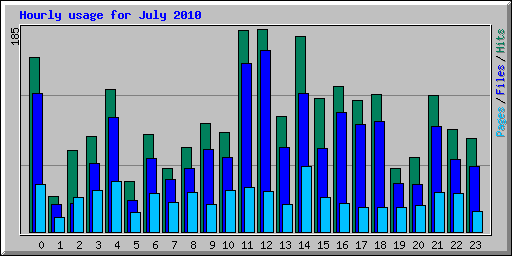 Hourly usage for July 2010
185
Pages / Files / Hits
0 1 2 3 4 5 6 7 8 9 10 11 12 13 14 15 16 17 18 19 20 21 22 23